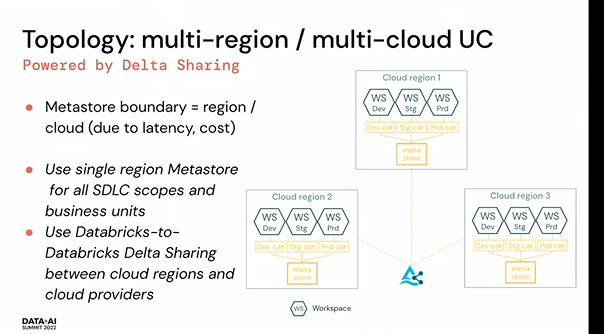 Topology: multi-region / multi-cloud UC
Powered by Delta Sharing
Metastore boundary = region /
cloud (due to latency, cost)
Use single region Metastore
for all SDLC scopes and
business units
Use Databricks-to-
Databricks Delta Sharing
between cloud regions and
cloud providers
Cloud region 1
WS WS WS
Dev Stg Prd
Dev cat Stg cat Prd cat
meta
store
Cloud region 2
WS WS WS
Dev Stg Prd
Dev cat Stg cat Prd cat
meta
store
Cloud region 3
WS WS WS
Dev Stg Prd
Dev cat Stg cat Prd cat
meta
store
WS Workspace
DATA+AI
SUMMIT 2022